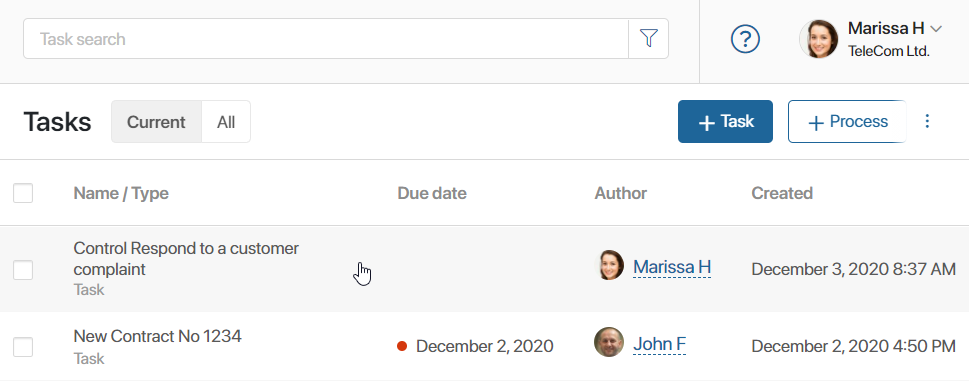 Task search
?
Marissa H
TeleCom Ltd.
Tasks
Current
All
+ Task
+ Process
Name / Type
Due date
Author
Created
Control Respond to a customer
complaint
Task
Marissa H
December 3, 2020 8:37 AM
New Contract No 1234
Task
December 2, 2020
John F
December 2, 2020 4:50 PM